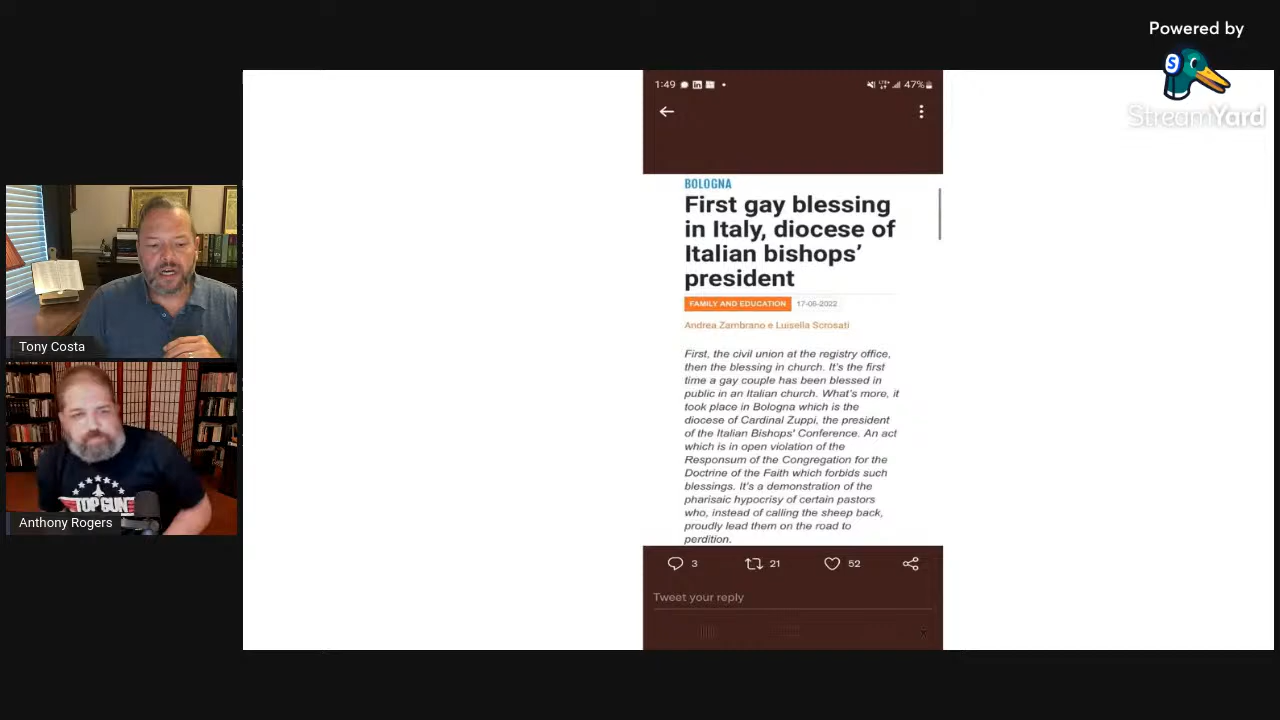 Powered by
StreamYard
1:49
47%
BOLOGNA
First gay blessing
in Italy, diocese of
Italian bishops’
president
FAMILY AND EDUCATION 17-06-2022
Andrea Zambrano e Luisella Scrosati
First, the civil union at the registry office,
then the blessing in church. It's the first
time a gay couple has been blessed in
public in an Italian church. What's more, it
took place in Bologna which is the
diocese of Cardinal Zuppi, the president
of the Italian Bishops' Conference. An act
which is in open violation of the
Responsum of the Congregation for the
Doctrine of the Faith which forbids such
blessings. It's a demonstration of the
pharisaic hypocrisy of certain pastors
who, instead of calling the sheep back,
proudly lead them on the road to
perdition.
3 21 52
Tweet your reply
Tony Costa
TOP GUN
Anthony Rogers